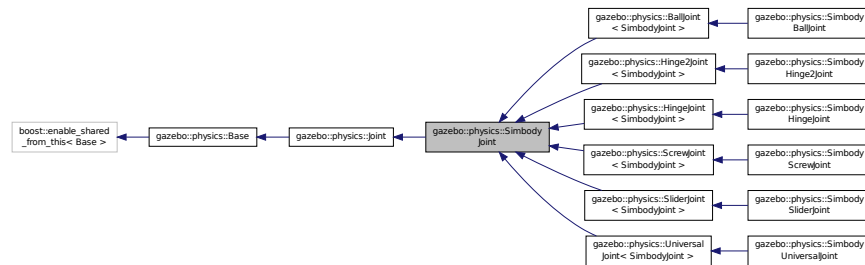 boost::enable_shared
_from_this< Base >
gazebo::physics::Base
gazebo::physics::Joint
gazebo::physics::Simbody
Joint
gazebo::physics::BallJoint
< SimbodyJoint >
gazebo::physics::Simbody
BallJoint
gazebo::physics::Hinge2Joint
< SimbodyJoint >
gazebo::physics::Simbody
Hinge2Joint
gazebo::physics::HingeJoint
< SimbodyJoint >
gazebo::physics::Simbody
HingeJoint
gazebo::physics::ScrewJoint
< SimbodyJoint >
gazebo::physics::Simbody
ScrewJoint
gazebo::physics::SliderJoint
< SimbodyJoint >
gazebo::physics::Simbody
SliderJoint
gazebo::physics::Universal
Joint< SimbodyJoint >
gazebo::physics::Simbody
UniversalJoint